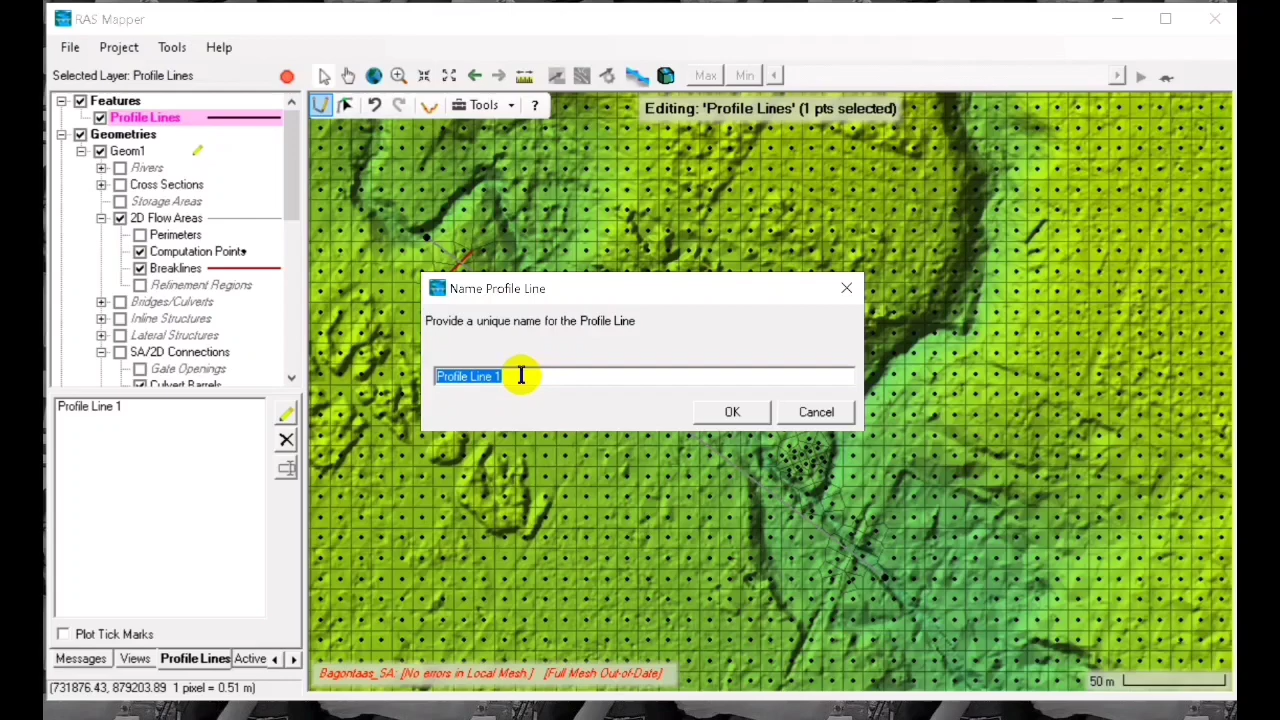 RAS Mapper
File Project Tools Help
Selected Layer: Profile Lines
Max Min
Features
Profile Lines
Geometries
Geom1
Rivers
Cross Sections
Storage Areas
2D Flow Areas
Perimeters
Computation Points
Breaklines
Refinement Regions
Bridges/Culverts
Inline Structures
Lateral Structures
SA/2D Connections
Gate Openings
Culvert Barrels
Tools ?
Editing: 'Profile Lines' (1 pts selected)
Name Profile Line
Provide a unique name for the Profile Line
Profile Line 1
OK Cancel
Profile Line 1
Plot Tick Marks
Messages Views Profile Lines Active
(731876.43, 879203.89 1 pixel = 0.51 m)
Bagontaas_SA: [No errors in Local Mesh.] [Full Mesh Out-of-Date]
50 m